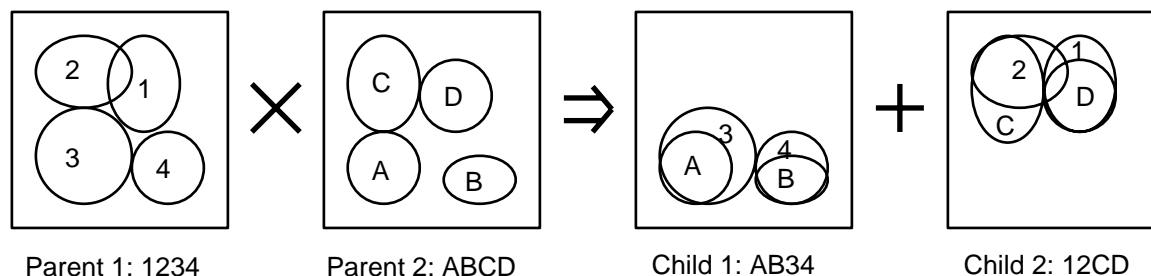 2
1
3
4
C
D
A
B
3
A
4
B
1
2
D
C
Parent 1: 1234
Parent 2: ABCD
Child 1: AB34
Child 2: 12CD